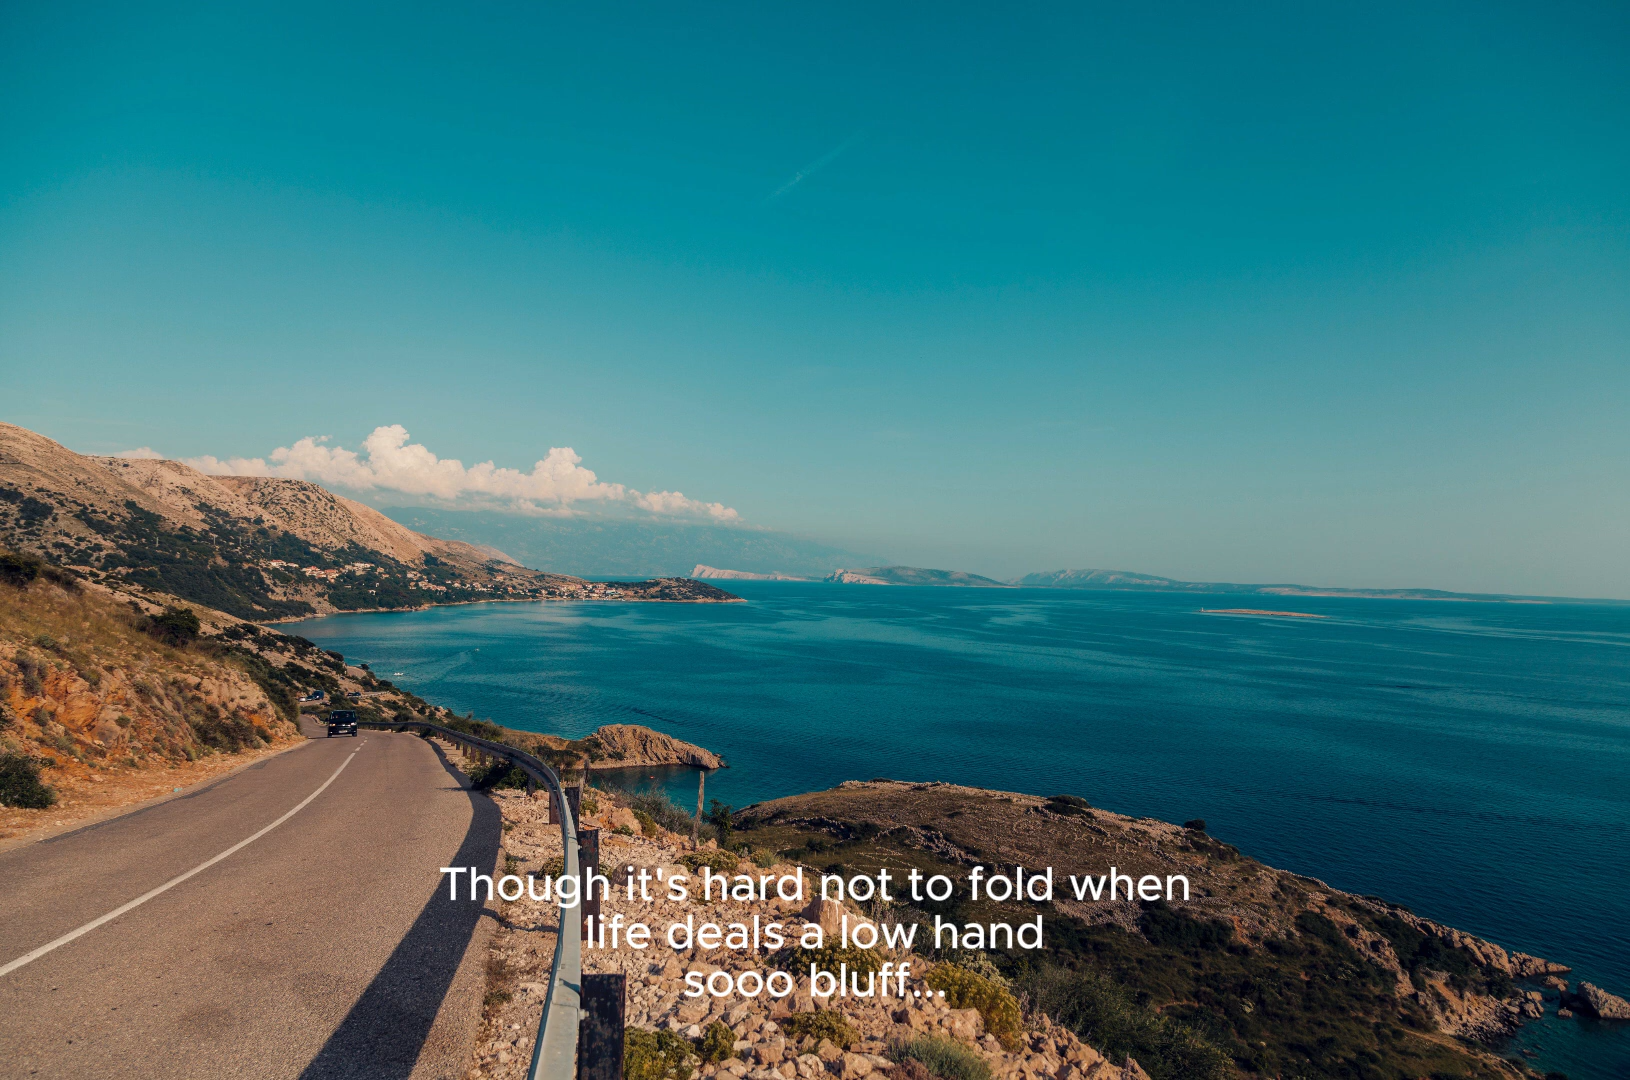 Though it's hard not to fold when
life deals a low hand
sooo bluff...